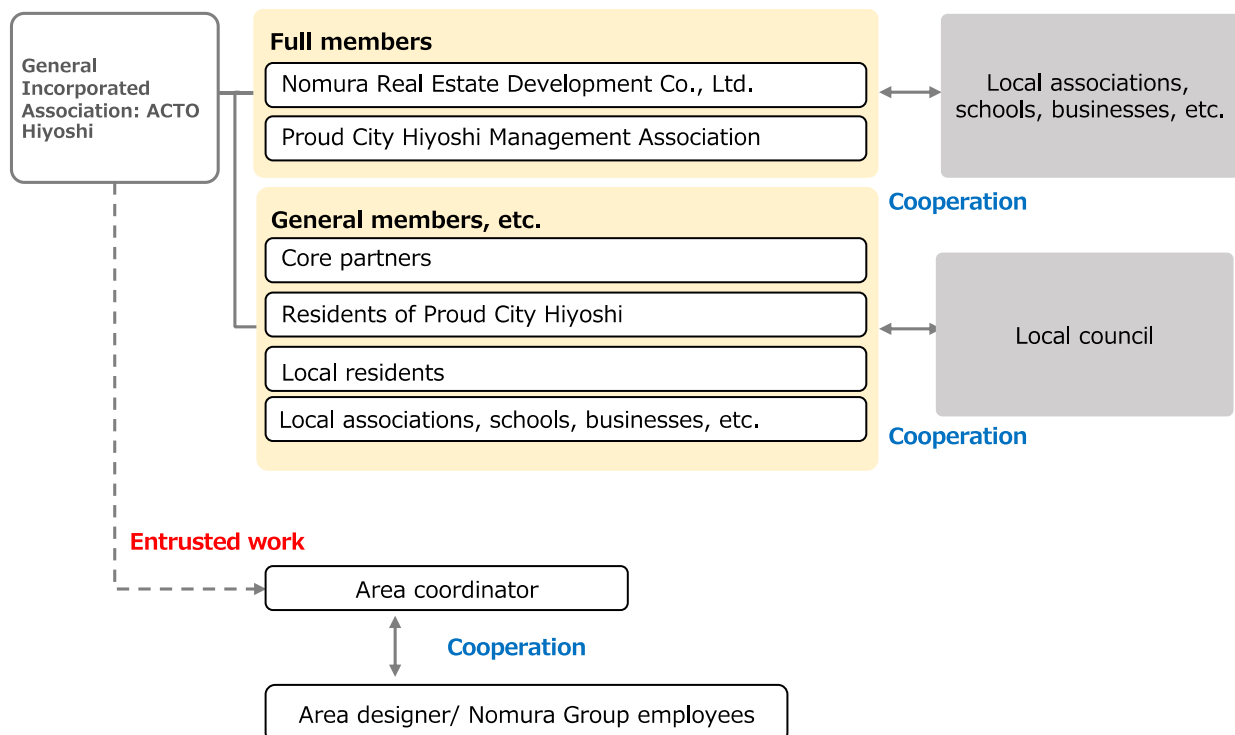 General
Incorporated
Association: ACTO
Hiyoshi
Full members
Nomura Real Estate Development Co., Ltd.
Proud City Hiyoshi Management Association
Local associations,
schools, businesses, etc.
Cooperation
General members, etc.
Core partners
Residents of Proud City Hiyoshi
Local residents
Local associations, schools, businesses, etc.
Local council
Cooperation
Entrusted work
Area coordinator
Cooperation
Area designer/ Nomura Group employees